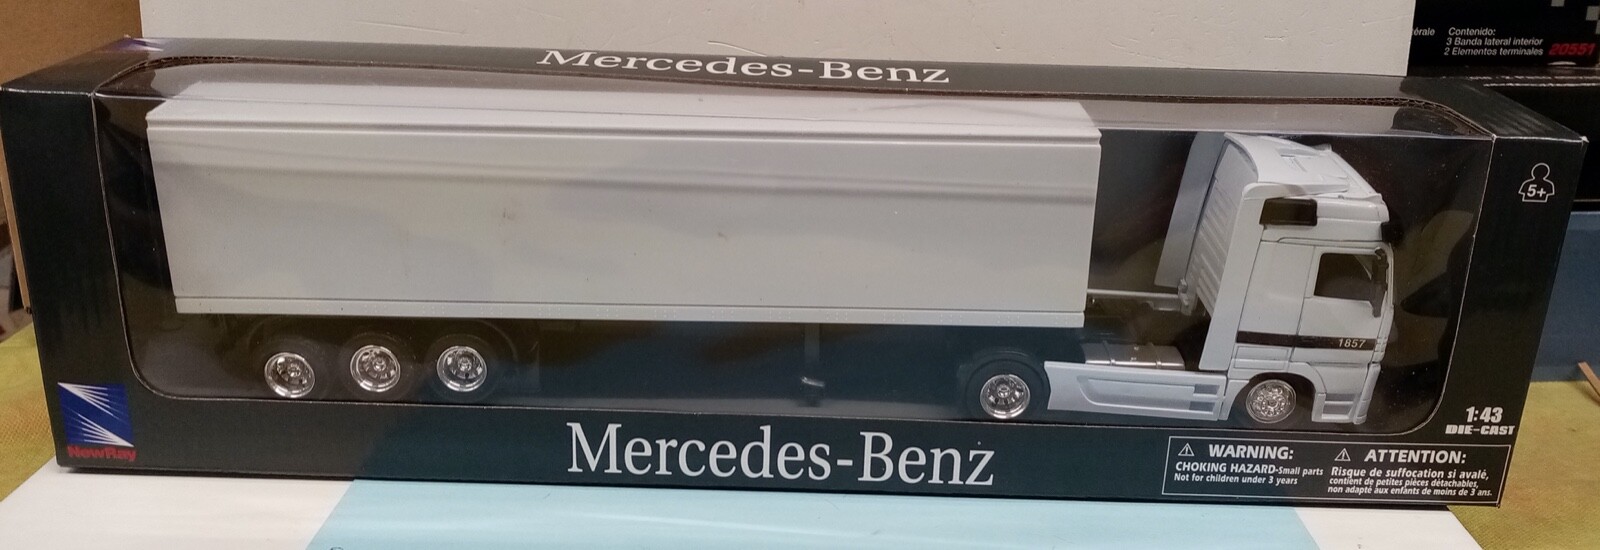 Mercedes-Benz
érale
Contenido:
3 Banda lateral interior
2 Elementos terminales
20551
5+
1857
1:43
DIE-CAST
NewRay
Mercedes-Benz
WARNING:
CHOKING HAZARD-Small parts
Not for children under 3 years
ATTENTION:
Risque de suffocation si avalé,
contient de petites pièces détachables,
non adapté aux enfants de moins de 3 ans.